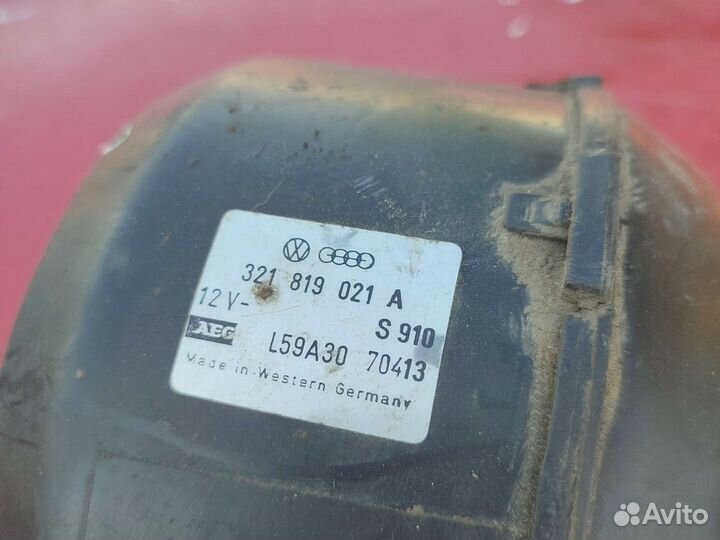 321 819 021 A
12V-
S 910
AEG
L59A30 70413
Made in Western Germany
Avito